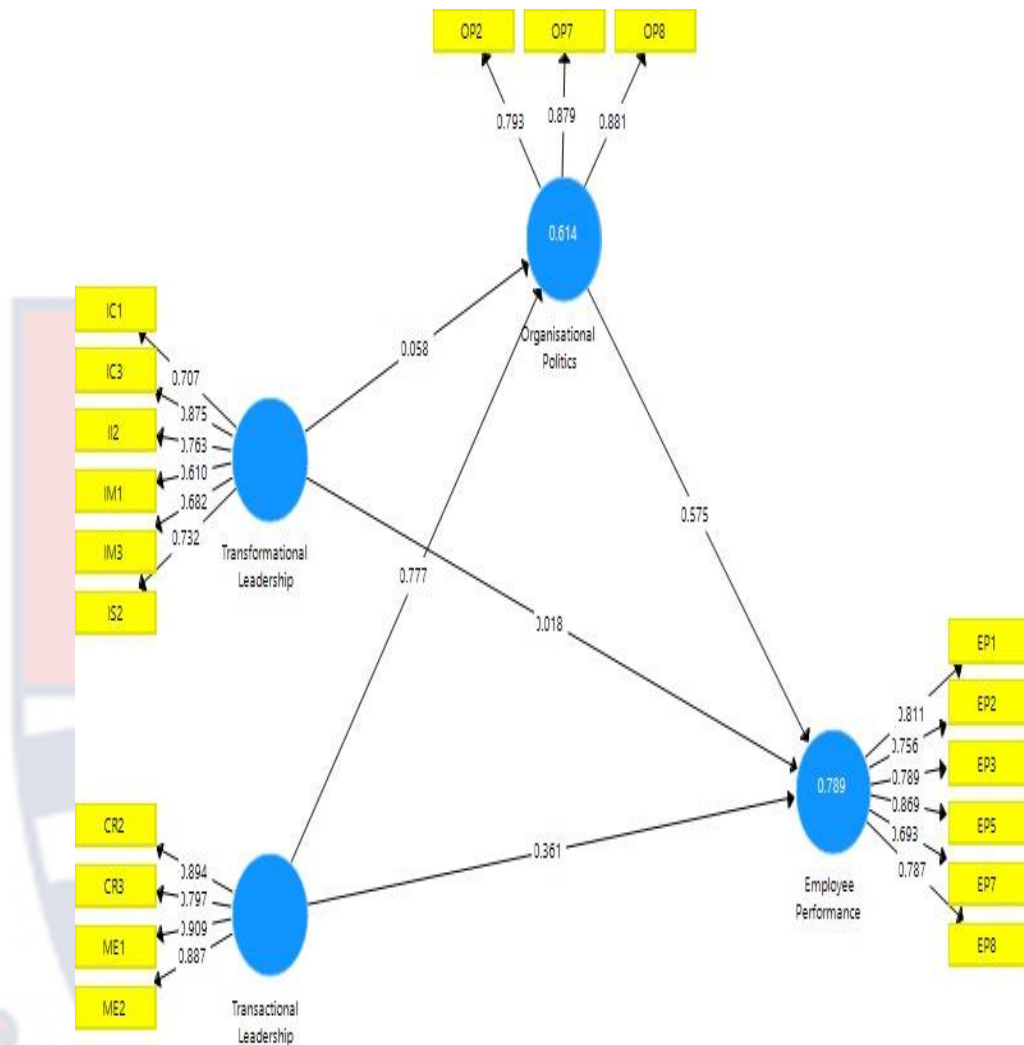 OP2 OP7 OP8
0.793 0.879 0.881
0.614
Organisational
Politics
IC1
IC3
II2
IM1
IM3
IS2
0.707
0.875
0.763
0.610
0.682
0.732
Transformational
Leadership
0.058
0.777
0.575
0.018
0.361
CR2
CR3
ME1
ME2
0.894
0.797
0.909
0.887
Transactional
Leadership
0.789
Employee
Performance
0.811
0.756
0.789
0.869
0.693
0.787
EP1
EP2
EP3
EP5
EP7
EP8